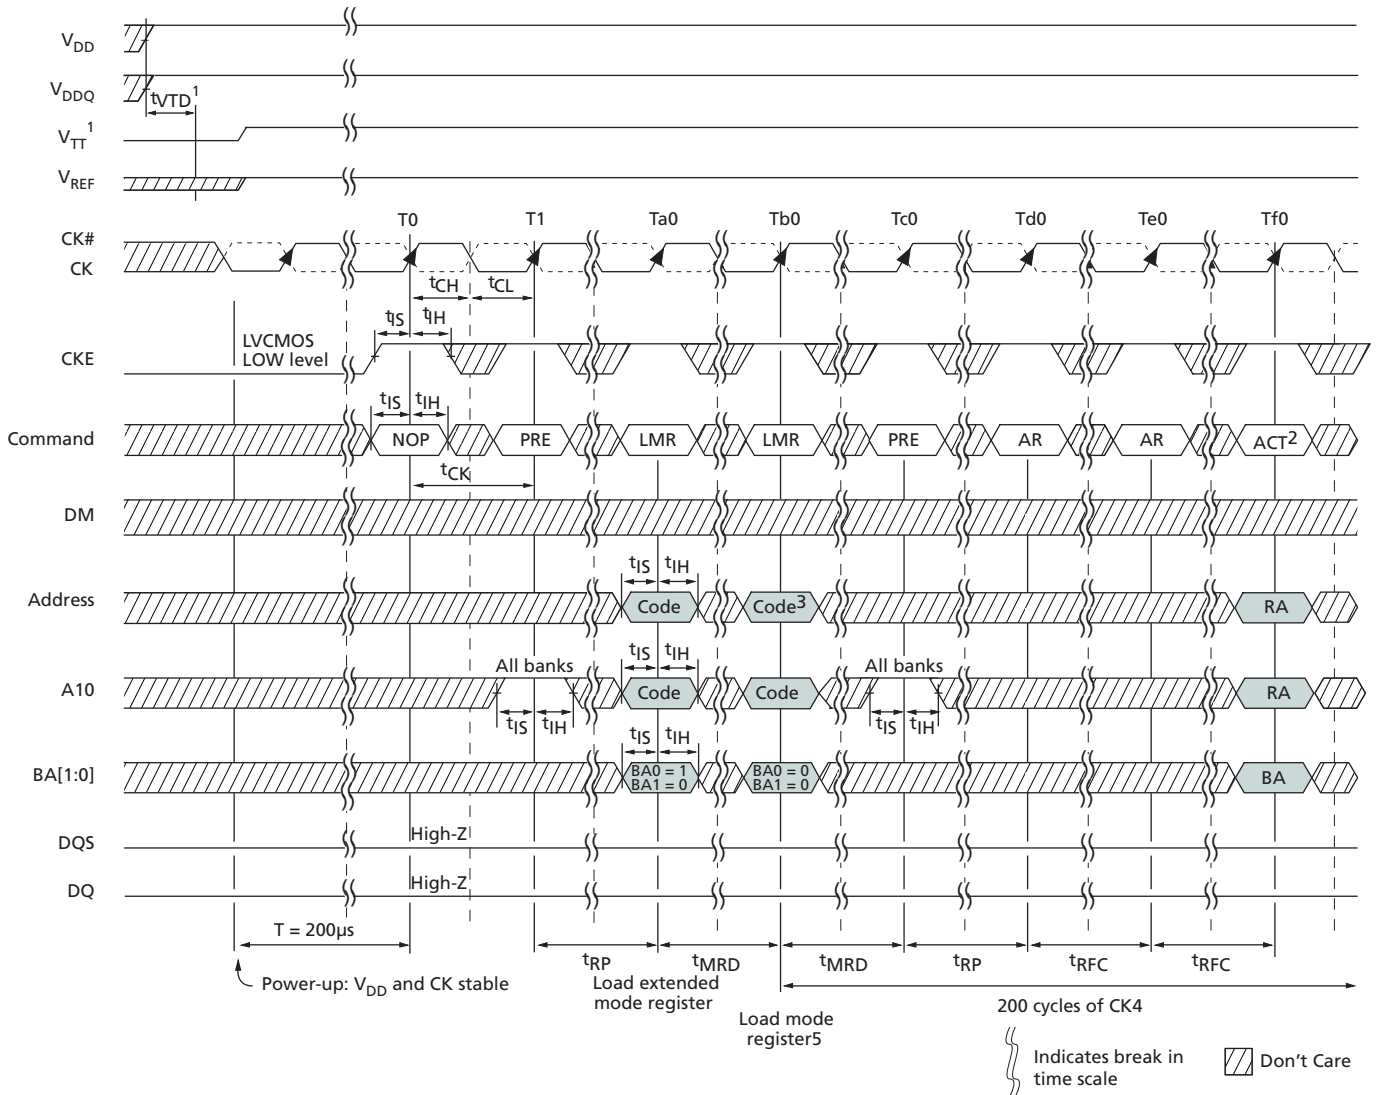 VDD
VDDQ
tVTD1
VTT1
VREF
T0 T1 Ta0 Tb0 Tc0 Td0 Te0 Tf0
CK#
CK
tCH tCL
tIS tIH
LVCMOS
LOW level
CKE
tIS tIH
Command NOP PRE LMR LMR PRE AR AR ACT2
tCK
DM
tIS tIH
Address Code Code3 RA
tIS tIH
All banks All banks
A10 Code Code RA
tIS tIH tIS tIH
tIS tIH
BA[1:0] BA0 = 1 BA0 = 0 BA
BA1 = 0 BA1 = 0
DQS High-Z
DQ High-Z
T = 200µs
tRP tMRD tMRD tRP tRFC tRFC
Power-up: VDD and CK stable
Load extended
mode register
200 cycles of CK4
Load mode
register5
Indicates break in
time scale
Don't Care